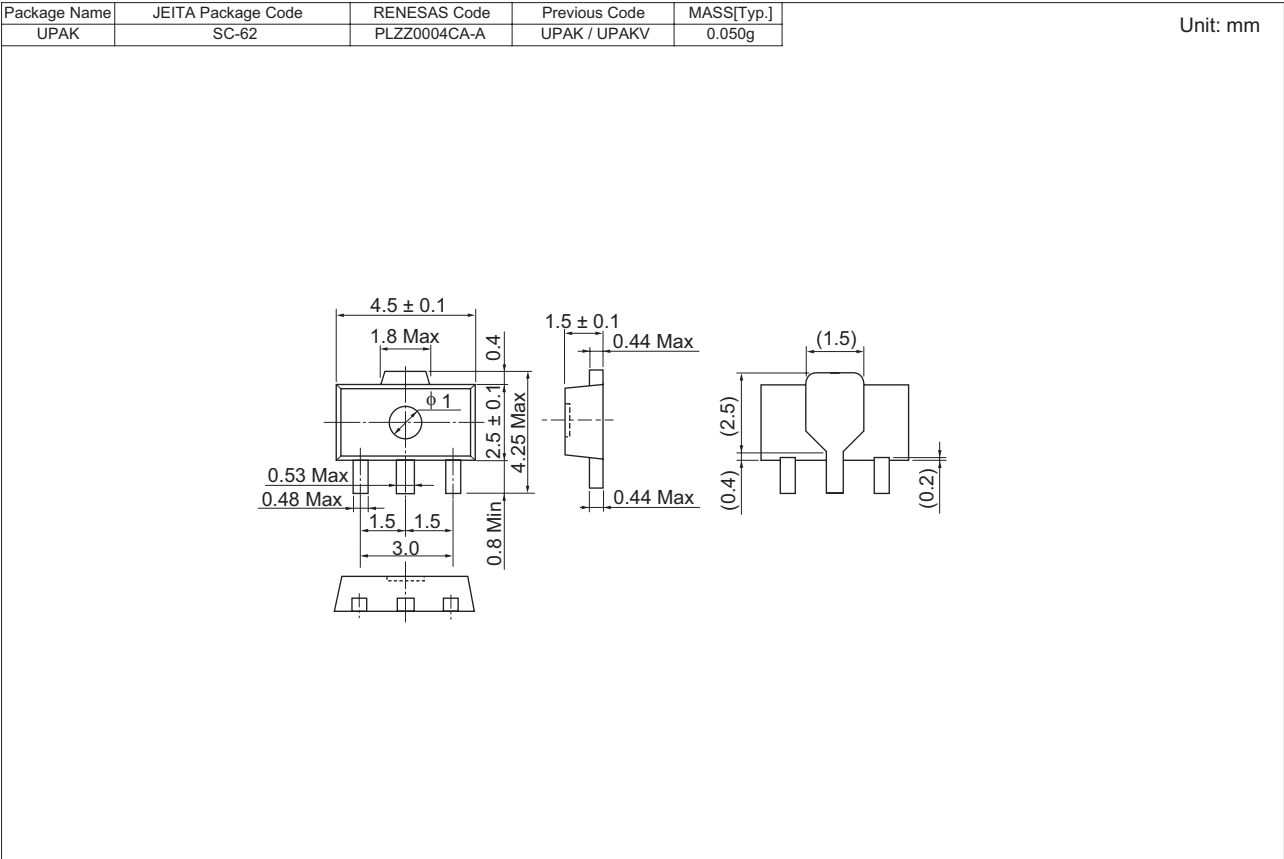 Package Name JEITA Package Code RENESAS Code Previous Code MASS[Typ.]
UPAK SC-62 PLZZ0004CA-A UPAK / UPAKV 0.050g
Unit: mm
4.5 ± 0.1
1.8 Max
0.4
ϕ 1
2.5 ± 0.1
4.25 Max
0.53 Max
0.48 Max
1.5 1.5
3.0
0.8 Min
1.5 ± 0.1
0.44 Max
0.44 Max
(1.5)
(2.5)
(0.4)
(0.2)